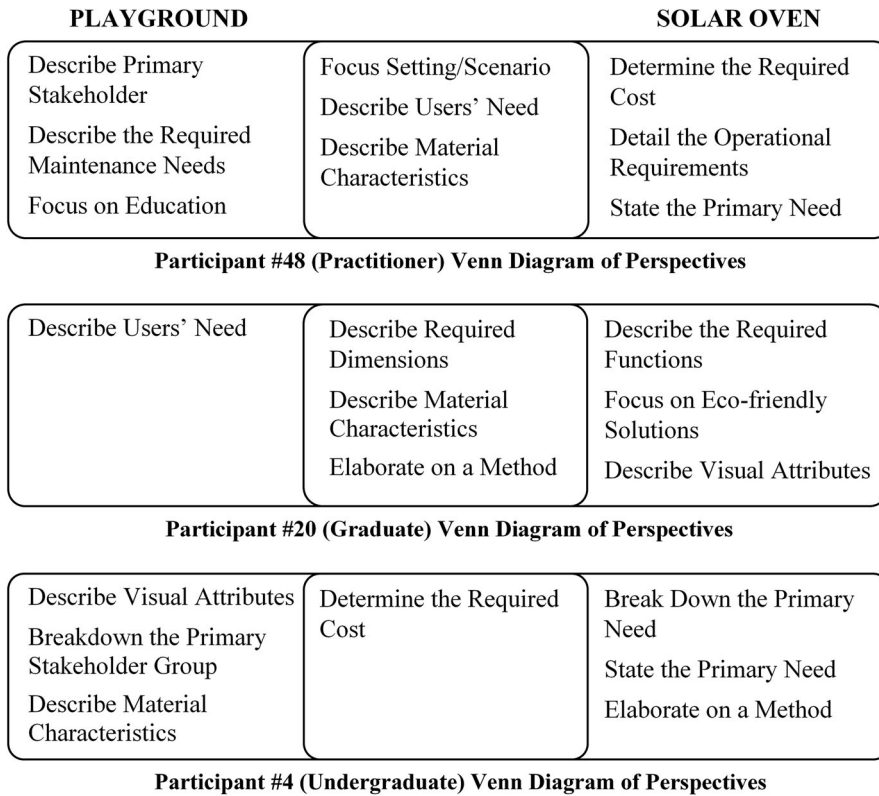 PLAYGROUND
SOLAR OVEN
Describe Primary
Stakeholder
Describe the Required
Maintenance Needs
Focus on Education
Focus Setting/Scenario
Describe Users’ Need
Describe Material
Characteristics
Determine the Required
Cost
Detail the Operational
Requirements
State the Primary Need
Participant #48 (Practitioner) Venn Diagram of Perspectives
Describe Users’ Need
Describe Required
Dimensions
Describe Material
Characteristics
Elaborate on a Method
Describe the Required
Functions
Focus on Eco-friendly
Solutions
Describe Visual Attributes
Participant #20 (Graduate) Venn Diagram of Perspectives
Describe Visual Attributes
Breakdown the Primary
Stakeholder Group
Describe Material
Characteristics
Determine the Required
Cost
Break Down the Primary
Need
State the Primary Need
Elaborate on a Method
Participant #4 (Undergraduate) Venn Diagram of Perspectives